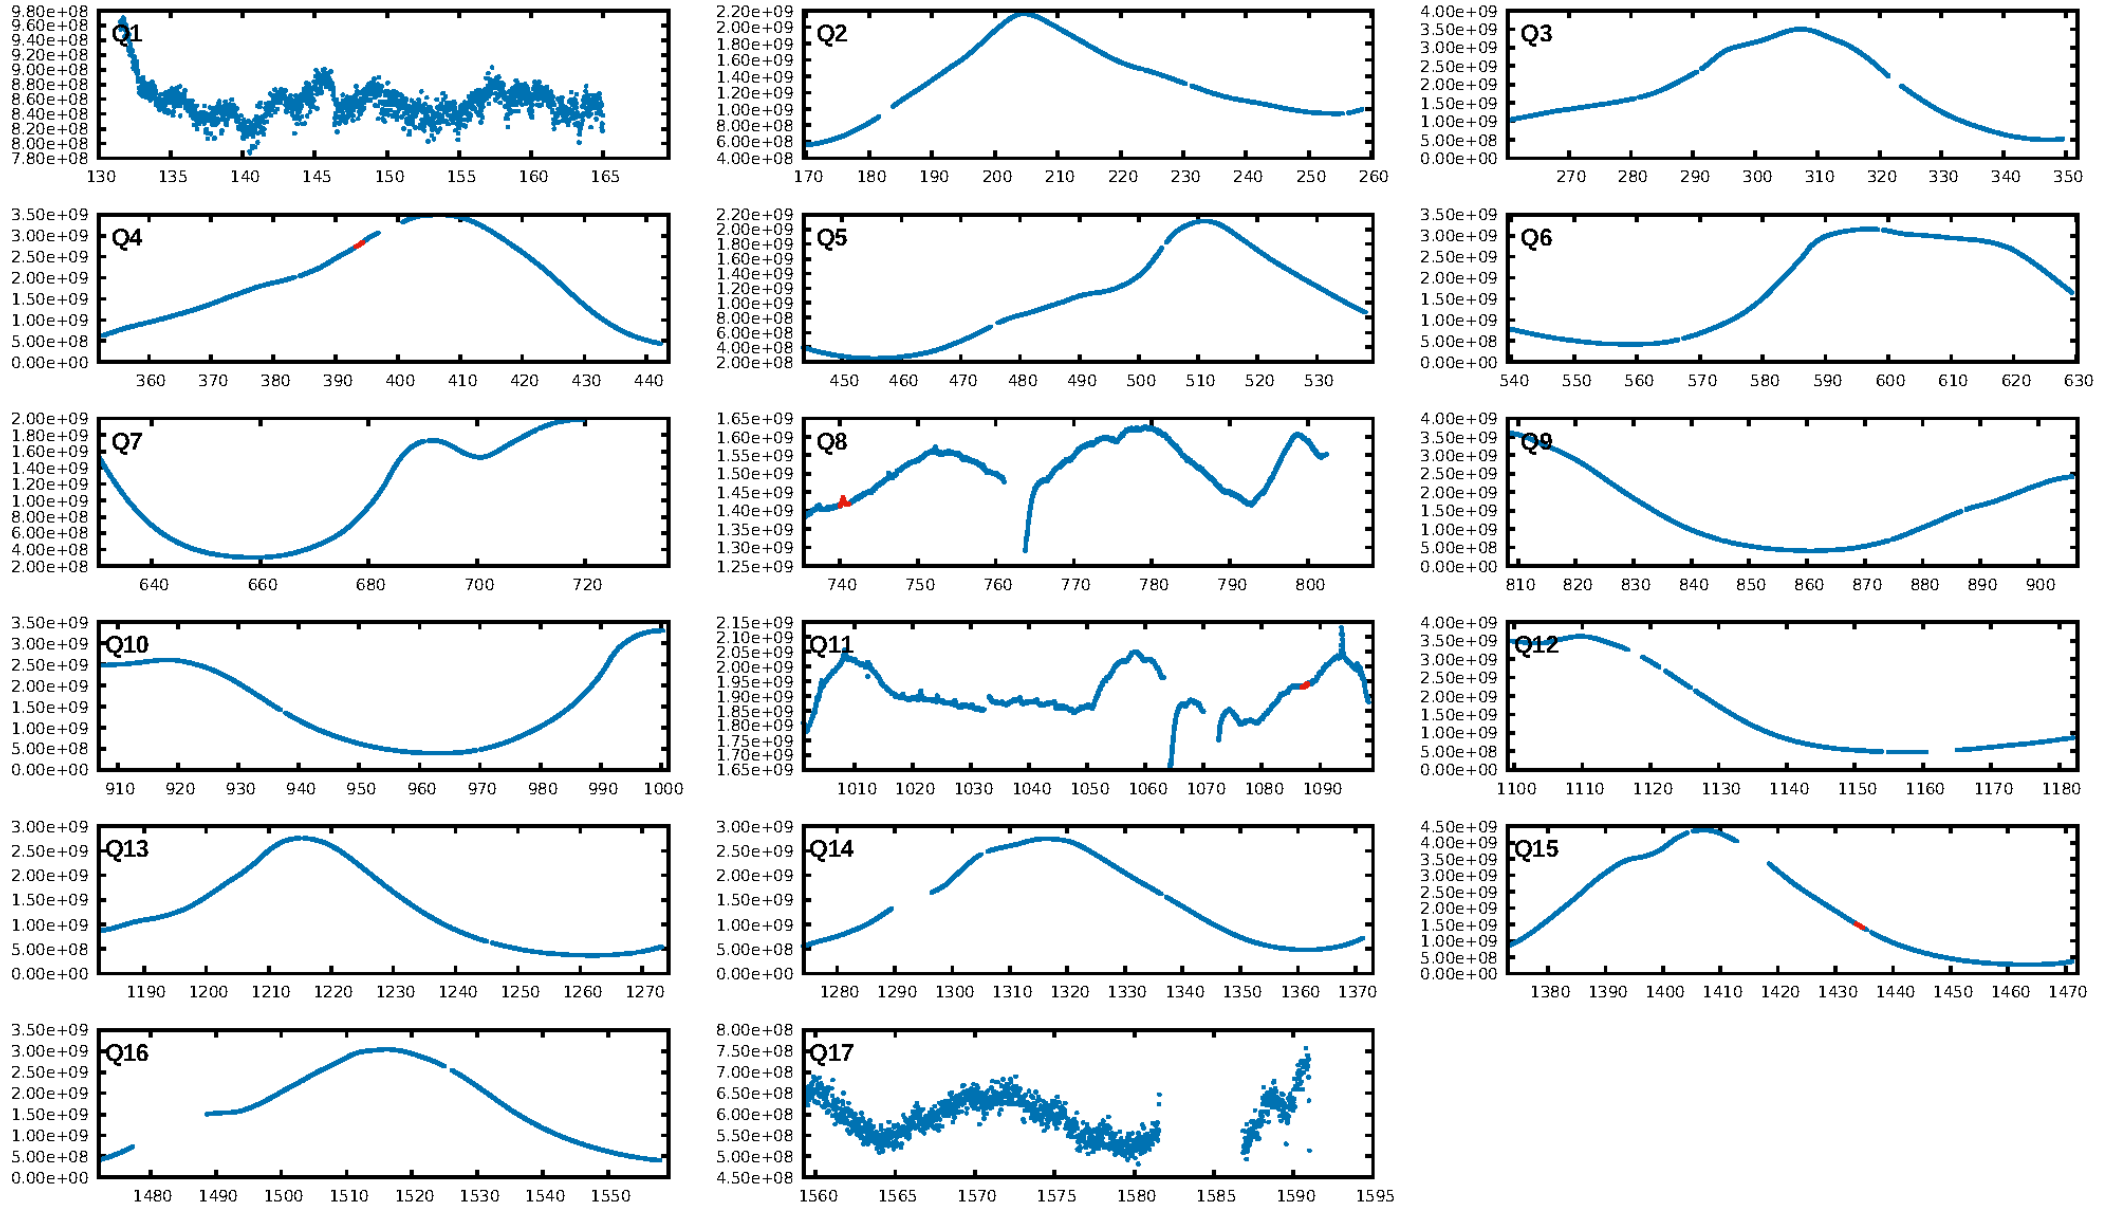 Q1
9.80e+08
9.60e+08
9.40e+08
9.20e+08
9.00e+08
8.80e+08
8.60e+08
8.40e+08
8.20e+08
8.00e+08
7.80e+08
130 135 140 145 150 155 160 165
Q2
2.20e+09
2.00e+09
1.80e+09
1.60e+09
1.40e+09
1.20e+09
1.00e+09
8.00e+08
6.00e+08
4.00e+08
170 180 190 200 210 220 230 240 250 260
Q3
4.00e+09
3.50e+09
3.00e+09
2.50e+09
2.00e+09
1.50e+09
1.00e+09
5.00e+08
0.00e+00
270 280 290 300 310 320 330 340 350
Q4
3.50e+09
3.00e+09
2.50e+09
2.00e+09
1.50e+09
1.00e+09
5.00e+08
0.00e+00
360 370 380 390 400 410 420 430 440
Q5
2.20e+09
2.00e+09
1.80e+09
1.60e+09
1.40e+09
1.20e+09
1.00e+09
8.00e+08
6.00e+08
4.00e+08
2.00e+08
450 460 470 480 490 500 510 520 530
Q6
3.50e+09
3.00e+09
2.50e+09
2.00e+09
1.50e+09
1.00e+09
5.00e+08
0.00e+00
540 550 560 570 580 590 600 610 620 630
Q7
2.00e+09
1.80e+09
1.60e+09
1.40e+09
1.20e+09
1.00e+09
8.00e+08
6.00e+08
4.00e+08
2.00e+08
640 660 680 700 720
Q8
1.65e+09
1.60e+09
1.55e+09
1.50e+09
1.45e+09
1.40e+09
1.35e+09
1.30e+09
1.25e+09
740 750 760 770 780 790 800
Q9
4.00e+09
3.50e+09
3.00e+09
2.50e+09
2.00e+09
1.50e+09
1.00e+09
5.00e+08
0.00e+00
810 820 830 840 850 860 870 880 890 900
Q10
3.50e+09
3.00e+09
2.50e+09
2.00e+09
1.50e+09
1.00e+09
5.00e+08
0.00e+00
910 920 930 940 950 960 970 980 990 1000
Q11
2.15e+09
2.10e+09
2.05e+09
2.00e+09
1.95e+09
1.90e+09
1.85e+09
1.80e+09
1.75e+09
1.70e+09
1.65e+09
1010 1020 1030 1040 1050 1060 1070 1080 1090
Q12
4.00e+09
3.50e+09
3.00e+09
2.50e+09
2.00e+09
1.50e+09
1.00e+09
5.00e+08
0.00e+00
1100 1110 1120 1130 1140 1150 1160 1170 1180
Q13
3.00e+09
2.50e+09
2.00e+09
1.50e+09
1.00e+09
5.00e+08
0.00e+00
1190 1200 1210 1220 1230 1240 1250 1260 1270
Q14
3.00e+09
2.50e+09
2.00e+09
1.50e+09
1.00e+09
5.00e+08
0.00e+00
1280 1290 1300 1310 1320 1330 1340 1350 1360 1370
Q15
4.50e+09
4.00e+09
3.50e+09
3.00e+09
2.50e+09
2.00e+09
1.50e+09
1.00e+09
5.00e+08
0.00e+00
1380 1390 1400 1410 1420 1430 1440 1450 1460 1470
Q16
3.50e+09
3.00e+09
2.50e+09
2.00e+09
1.50e+09
1.00e+09
5.00e+08
0.00e+00
1480 1490 1500 1510 1520 1530 1540 1550
Q17
8.00e+08
7.50e+08
7.00e+08
6.50e+08
6.00e+08
5.50e+08
5.00e+08
4.50e+08
1560 1565 1570 1575 1580 1585 1590 1595